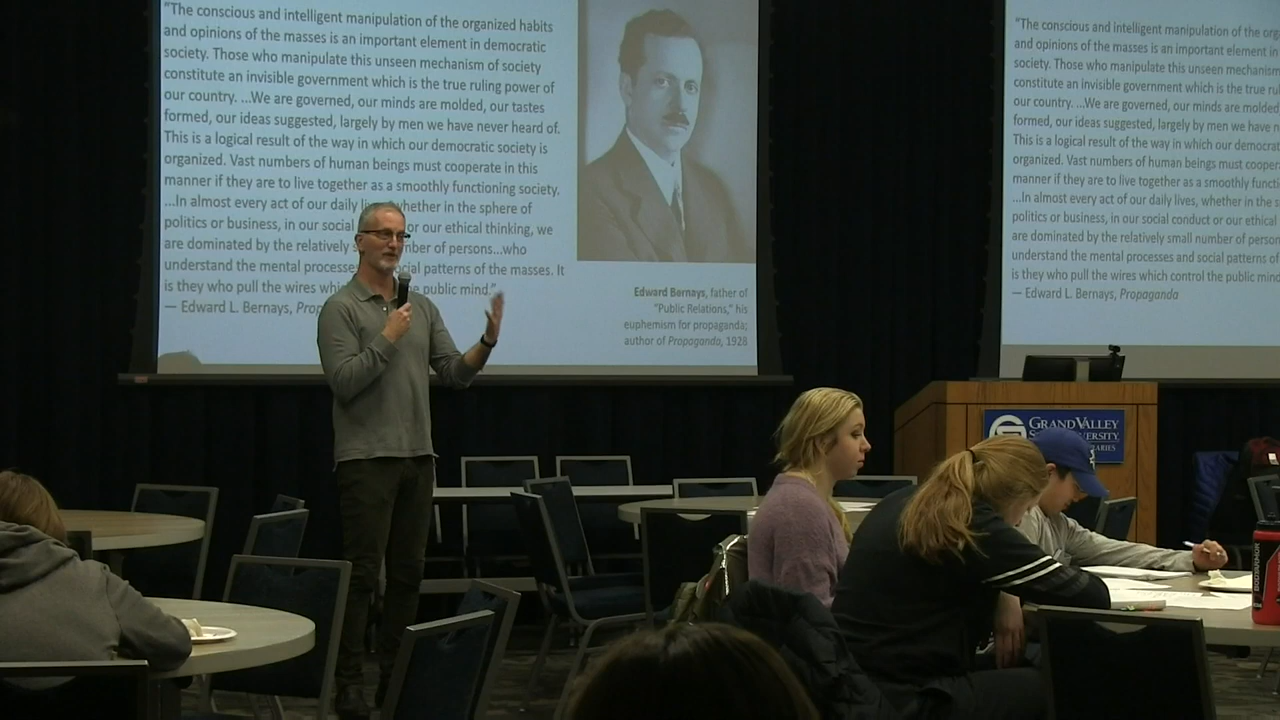 "The conscious and intelligent manipulation of the organized habits
and opinions of the masses is an important element in democratic
society. Those who manipulate this unseen mechanism of society
constitute an invisible government which is the true ruling power of
our country. ...We are governed, our minds are molded, our tastes
formed, our ideas suggested, largely by men we have never heard of.
This is a logical result of the way in which our democratic society is
organized. Vast numbers of human beings must cooperate in this
manner if they are to live together as a smoothly functioning society.
...In almost every act of our daily whether in the sphere of
politics or business, in our social or our ethical thinking, we
are dominated by the relatively of persons...who
understand the mental processes social patterns of the masses. It
is they who pull the wires public mind."
— Edward L. Bernays,
Edward Bernays, father of
"Public Relations," his
euphemism for propaganda;
author of Propaganda, 1928
"The conscious and intelligent manipulation of the
and opinions of the masses is an important element in
society. Those who manipulate this unseen mechanism
constitute an invisible government which is the true
our country. ...We are governed, our minds are molded
formed, our ideas suggested, largely by men we have
This is a logical result of the way in which our democratic
organized. Vast numbers of human beings must
manner if they are to live together as a smoothly
...In almost every act of our daily lives, whether in the
politics or business, in our social conduct or our ethical
are dominated by the relatively small number of
understand the mental processes and social patterns of
is they who pull the wires which control the public mind
— Edward L. Bernays, Propaganda
GRAND VALLEY